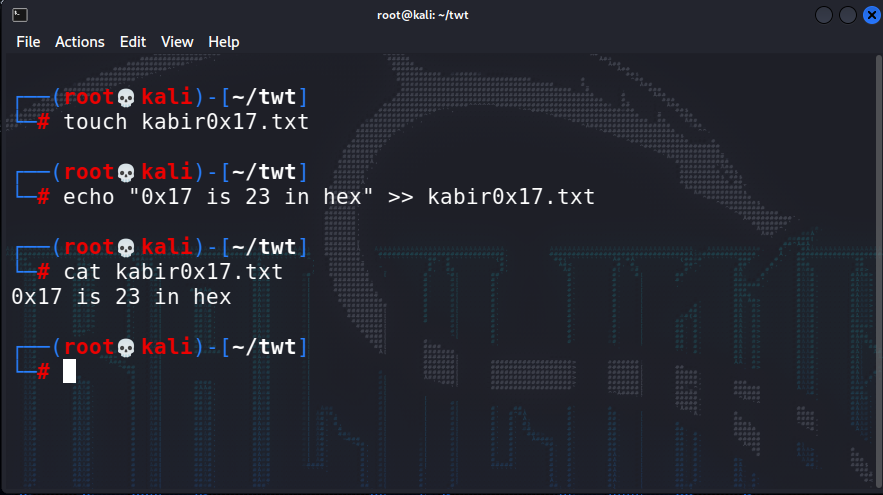 root@kali: ~/twt
File Actions Edit View Help
┌──(root💀kali)-[~/twt]
└─# touch kabir0x17.txt
┌──(root💀kali)-[~/twt]
└─# echo "0x17 is 23 in hex" >> kabir0x17.txt
┌──(root💀kali)-[~/twt]
└─# cat kabir0x17.txt
0x17 is 23 in hex
┌──(root💀kali)-[~/twt]
└─#